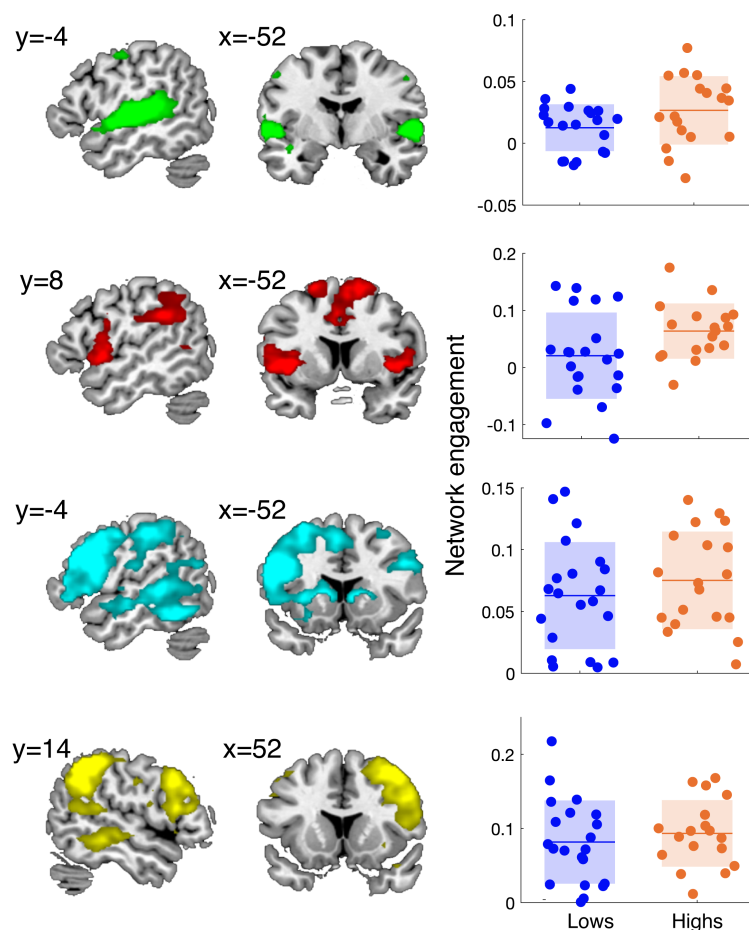 y=-4
x=-52
0.1
0.05
0
-0.05
y=8
x=-52
0.2
0.1
0
-0.1
y=-4
x=-52
0.15
0.1
0.05
0
y=14
x=52
0.2
0.1
0
Network engagement
Lows
Highs